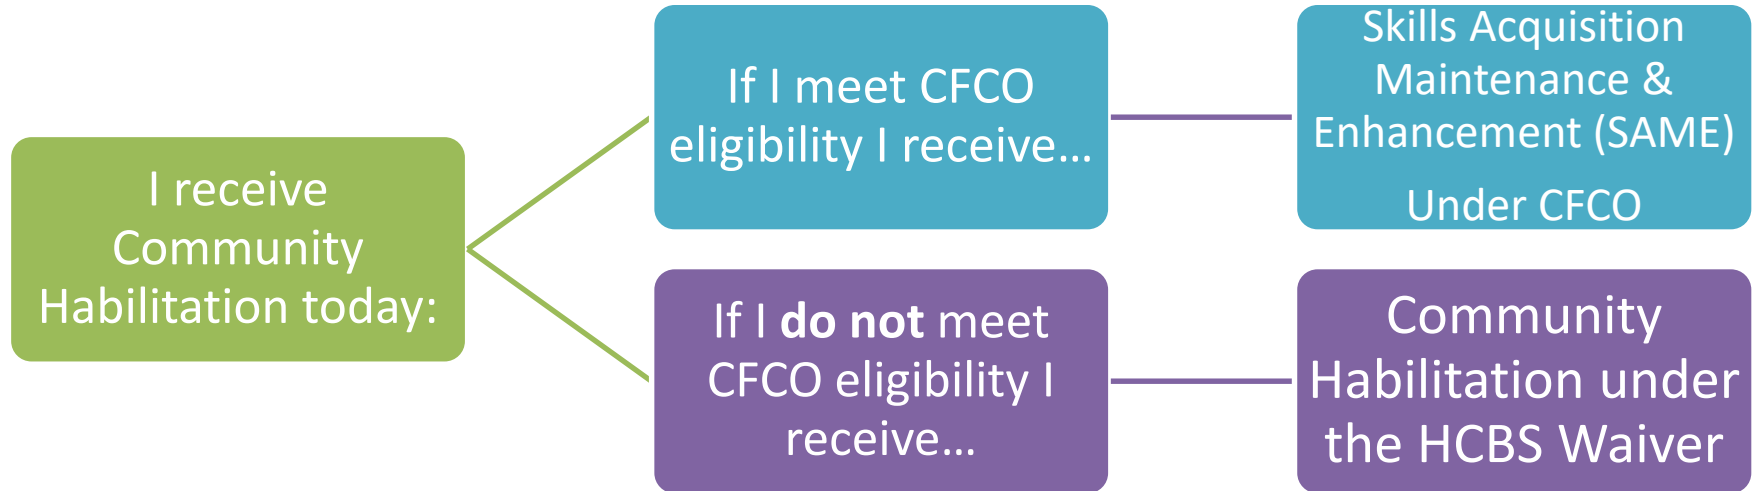 I receive
Community
Habilitation today:
If I meet CFCO
eligibility I receive…
Skills Acquisition
Maintenance &
Enhancement (SAME)
Under CFCO
If I do not meet
CFCO eligibility I
receive…
Community
Habilitation under
the HCBS Waiver